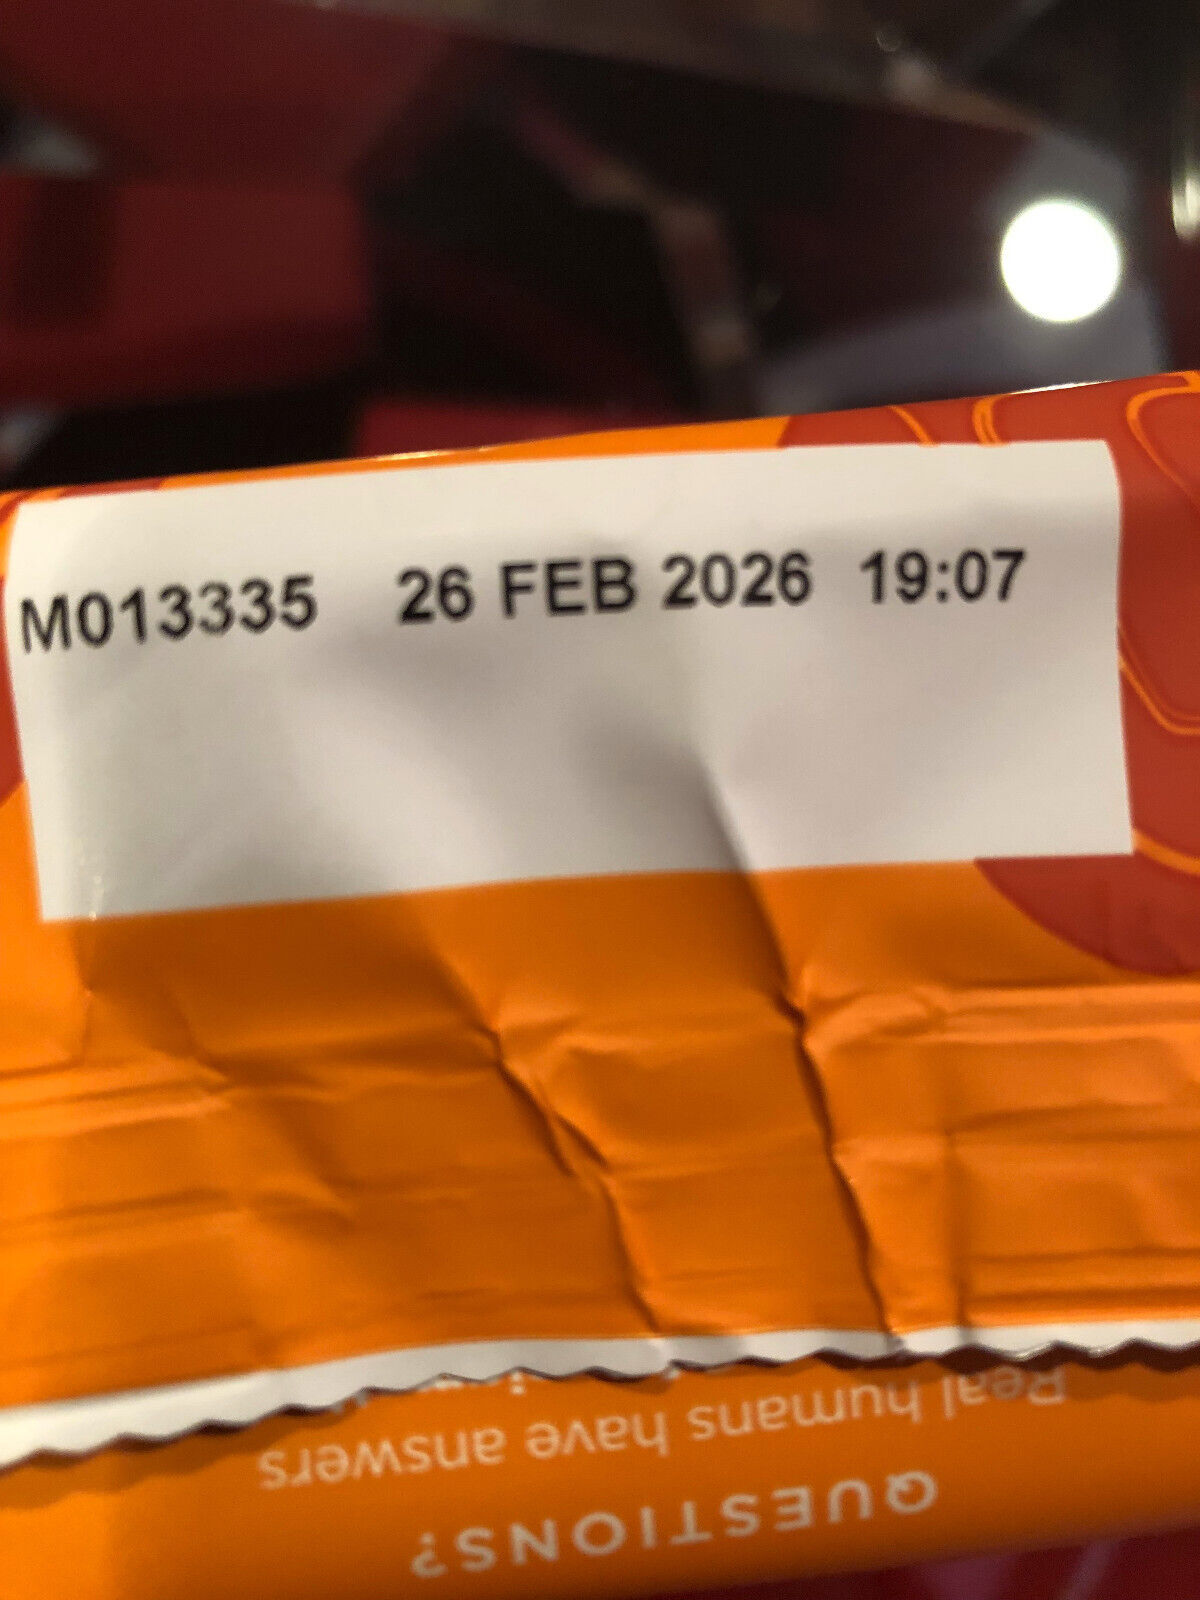 M013335 26 FEB 2026 19:07
QUESTIONS?
Real humans have answers